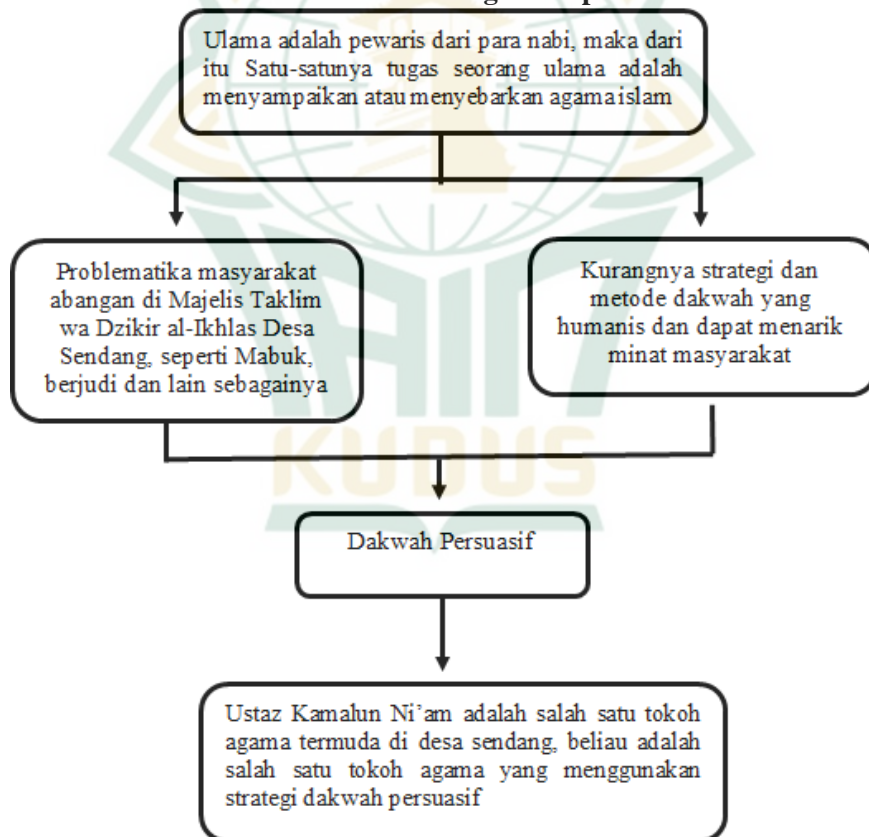 Ulama adalah pewaris dari para nabi, maka dari
itu Satu-satunya tugas seorang ulama adalah
menyampaikan atau menyebarkan agama islam
Problematika masyarakat
abangan di Majelis Taklim
wa Dzikir al-Ikhlas Desa
Sendang, seperti Mabuk,
berjudi dan lain sebagainya
Kurangnya strategi dan
metode dakwah yang
humanis dan dapat menarik
minat masyarakat
KUDUS
Dakwah Persuasif
Ustaz Kamalun Ni’am adalah salah satu tokoh
agama termuda di desa sendang, beliau adalah
salah satu tokoh agama yang menggunakan
strategi dakwah persuasif